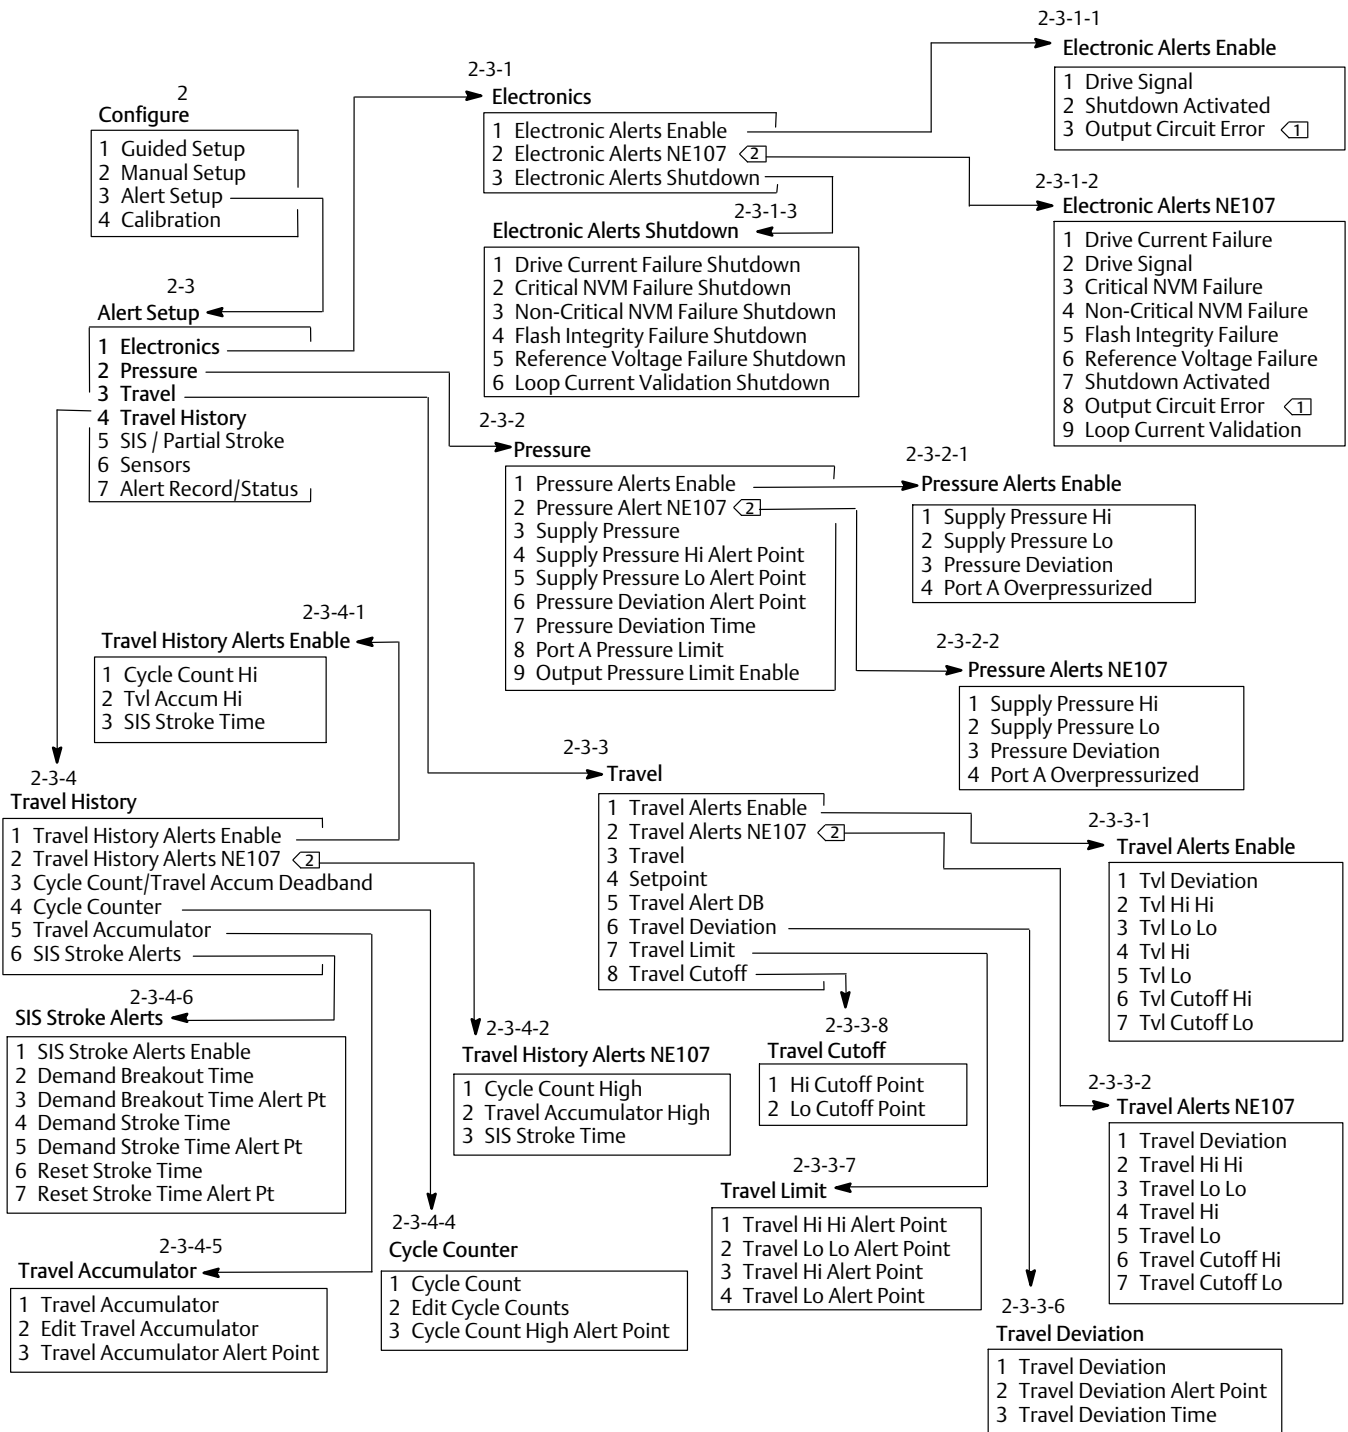 2
Configure
1 Guided Setup
2 Manual Setup
3 Alert Setup
4 Calibration
2-3
Alert Setup
1 Electronics
2 Pressure
3 Travel
4 Travel History
5 SIS / Partial Stroke
6 Sensors
7 Alert Record/Status
2-3-1
Electronics
1 Electronic Alerts Enable
2 Electronic Alerts NE107 2
3 Electronic Alerts Shutdown
2-3-1-3
Electronic Alerts Shutdown
1 Drive Current Failure Shutdown
2 Critical NVM Failure Shutdown
3 Non-Critical NVM Failure Shutdown
4 Flash Integrity Failure Shutdown
5 Reference Voltage Failure Shutdown
6 Loop Current Validation Shutdown
2-3-1-1
Electronic Alerts Enable
1 Drive Signal
2 Shutdown Activated
3 Output Circuit Error 1
2-3-1-2
Electronic Alerts NE107
1 Drive Current Failure
2 Drive Signal
3 Critical NVM Failure
4 Non-Critical NVM Failure
5 Flash Integrity Failure
6 Reference Voltage Failure
7 Shutdown Activated
8 Output Circuit Error 1
9 Loop Current Validation
2-3-2
Pressure
1 Pressure Alerts Enable
2 Pressure Alert NE107 2
3 Supply Pressure
4 Supply Pressure Hi Alert Point
5 Supply Pressure Lo Alert Point
6 Pressure Deviation Alert Point
7 Pressure Deviation Time
8 Port A Pressure Limit
9 Output Pressure Limit Enable
2-3-2-1
Pressure Alerts Enable
1 Supply Pressure Hi
2 Supply Pressure Lo
3 Pressure Deviation
4 Port A Overpressurized
2-3-2-2
Pressure Alerts NE107
1 Supply Pressure Hi
2 Supply Pressure Lo
3 Pressure Deviation
4 Port A Overpressurized
2-3-4-1
Travel History Alerts Enable
1 Cycle Count Hi
2 Tvl Accum Hi
3 SIS Stroke Time
2-3-4
Travel History
1 Travel History Alerts Enable
2 Travel History Alerts NE107 2
3 Cycle Count/Travel Accum Deadband
4 Cycle Counter
5 Travel Accumulator
6 SIS Stroke Alerts
2-3-4-6
SIS Stroke Alerts
1 SIS Stroke Alerts Enable
2 Demand Breakout Time
3 Demand Breakout Time Alert Pt
4 Demand Stroke Time
5 Demand Stroke Time Alert Pt
6 Reset Stroke Time
7 Reset Stroke Time Alert Pt
2-3-4-5
Travel Accumulator
1 Travel Accumulator
2 Edit Travel Accumulator
3 Travel Accumulator Alert Point
2-3-4-2
Travel History Alerts NE107
1 Cycle Count High
2 Travel Accumulator High
3 SIS Stroke Time
2-3-4-4
Cycle Counter
1 Cycle Count
2 Edit Cycle Counts
3 Cycle Count High Alert Point
2-3-3
Travel
1 Travel Alerts Enable
2 Travel Alerts NE107 2
3 Travel
4 Setpoint
5 Travel Alert DB
6 Travel Deviation
7 Travel Limit
8 Travel Cutoff
2-3-3-8
Travel Cutoff
1 Hi Cutoff Point
2 Lo Cutoff Point
2-3-3-7
Travel Limit
1 Travel Hi Hi Alert Point
2 Travel Lo Lo Alert Point
3 Travel Hi Alert Point
4 Travel Lo Alert Point
2-3-3-1
Travel Alerts Enable
1 Tvl Deviation
2 Tvl Hi Hi
3 Tvl Lo Lo
4 Tvl Hi
5 Tvl Lo
6 Tvl Cutoff Hi
7 Tvl Cutoff Lo
2-3-3-2
Travel Alerts NE107
1 Travel Deviation
2 Travel Hi Hi
3 Travel Lo Lo
4 Travel Hi
5 Travel Lo
6 Travel Cutoff Hi
7 Travel Cutoff Lo
2-3-3-6
Travel Deviation
1 Travel Deviation
2 Travel Deviation Alert Point
3 Travel Deviation Time